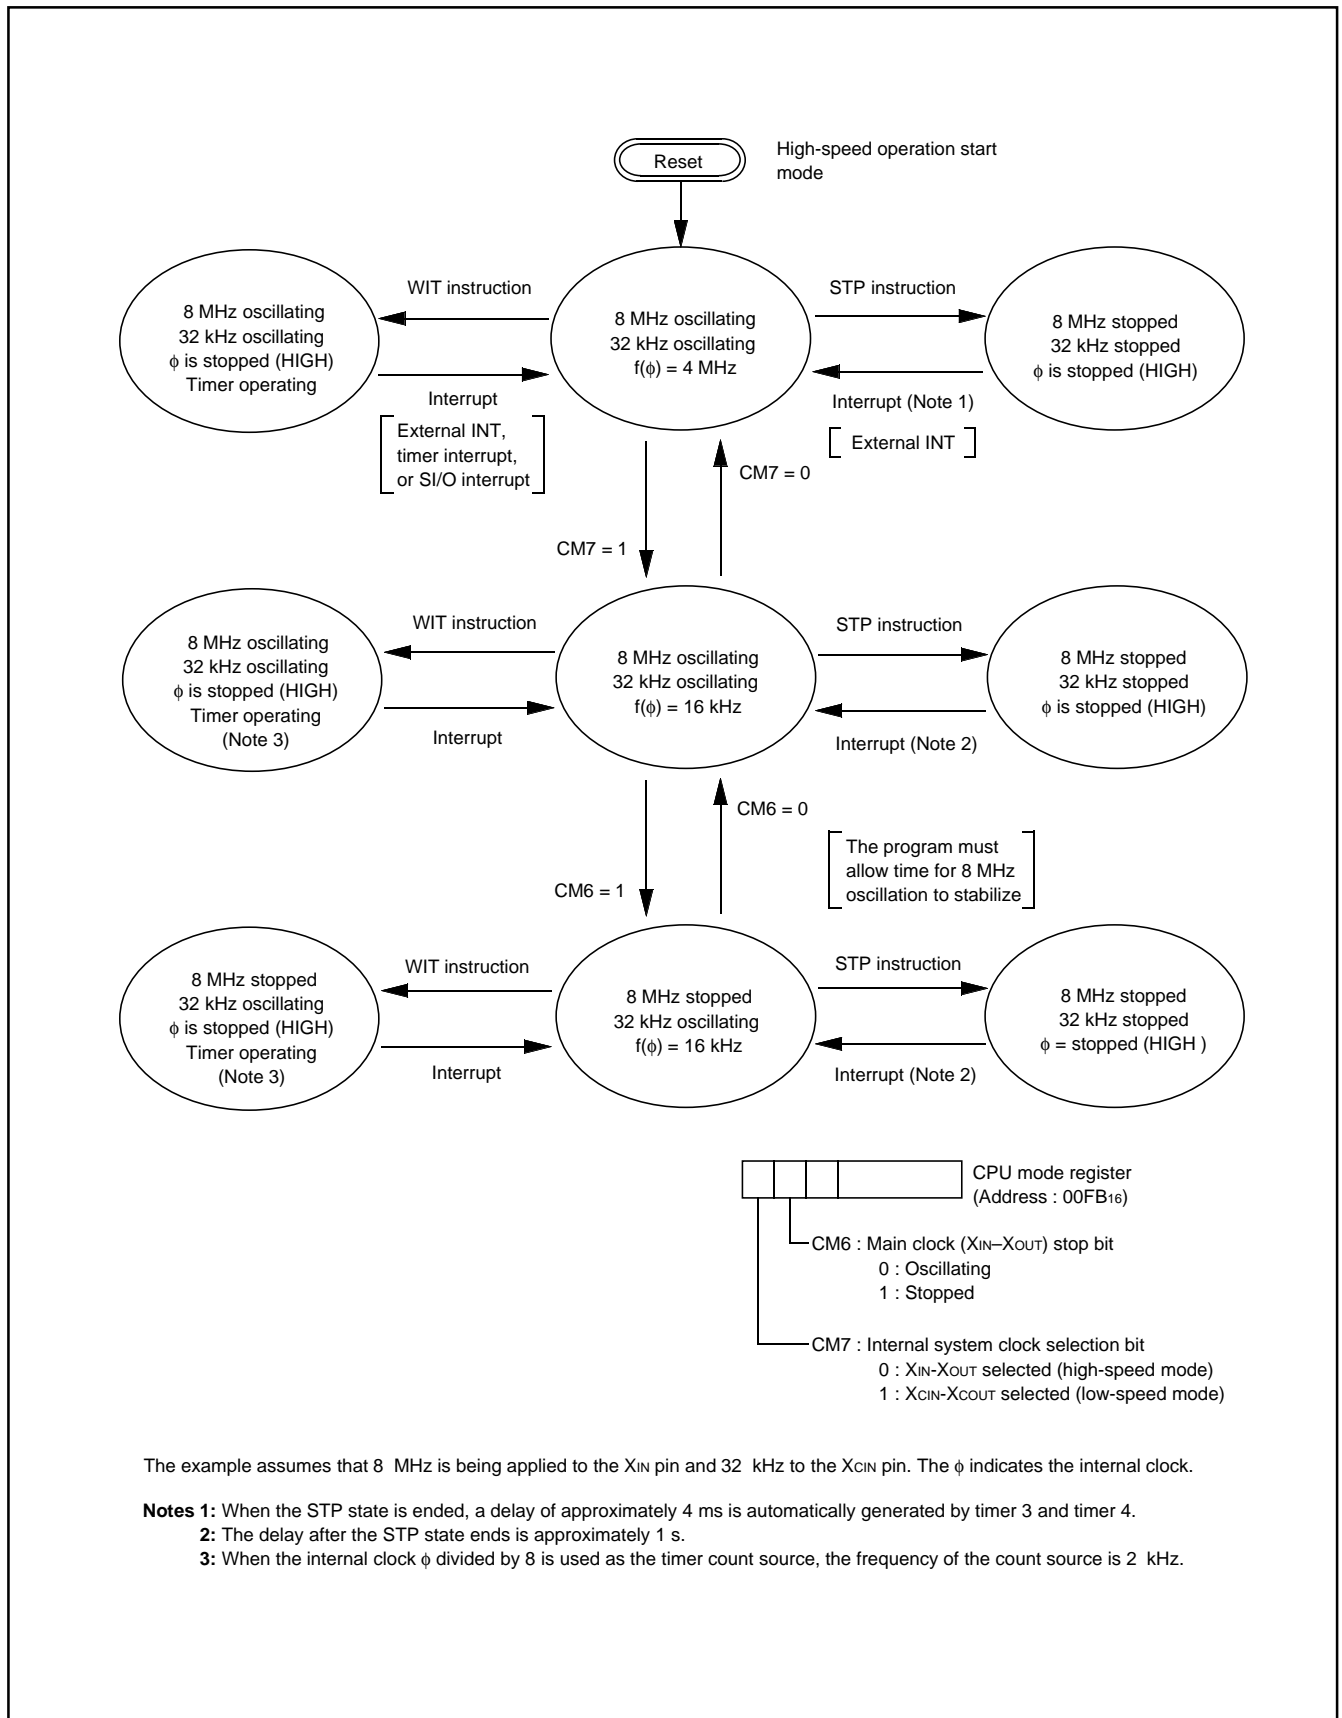 Reset
High-speed operation start
mode
8 MHz oscillating
32 kHz oscillating
φ is stopped (HIGH)
Timer operating
WIT instruction
Interrupt
External INT,
timer interrupt,
or SI/O interrupt
8 MHz oscillating
32 kHz oscillating
f(φ) = 4 MHz
STP instruction
Interrupt (Note 1)
External INT
8 MHz stopped
32 kHz stopped
φ is stopped (HIGH)
CM7 = 1
CM7 = 0
8 MHz oscillating
32 kHz oscillating
φ is stopped (HIGH)
Timer operating
(Note 3)
WIT instruction
Interrupt
8 MHz oscillating
32 kHz oscillating
f(φ) = 16 kHz
STP instruction
Interrupt (Note 2)
8 MHz stopped
32 kHz stopped
φ is stopped (HIGH)
CM6 = 1
CM6 = 0
The program must
allow time for 8 MHz
oscillation to stabilize
8 MHz stopped
32 kHz oscillating
φ is stopped (HIGH)
Timer operating
(Note 3)
WIT instruction
Interrupt
8 MHz stopped
32 kHz oscillating
f(φ) = 16 kHz
STP instruction
Interrupt (Note 2)
8 MHz stopped
32 kHz stopped
φ = stopped (HIGH )
CPU mode register
(Address : 00FB16)
CM6 : Main clock (XIN–XOUT) stop bit
0 : Oscillating
1 : Stopped
CM7 : Internal system clock selection bit
0 : XIN-XOUT selected (high-speed mode)
1 : XCIN-XCOUT selected (low-speed mode)
The example assumes that 8 MHz is being applied to the XIN pin and 32 kHz to the XCIN pin. The φ indicates the internal clock.
Notes 1: When the STP state is ended, a delay of approximately 4 ms is automatically generated by timer 3 and timer 4.
2: The delay after the STP state ends is approximately 1 s.
3: When the internal clock φ divided by 8 is used as the timer count source, the frequency of the count source is 2 kHz.